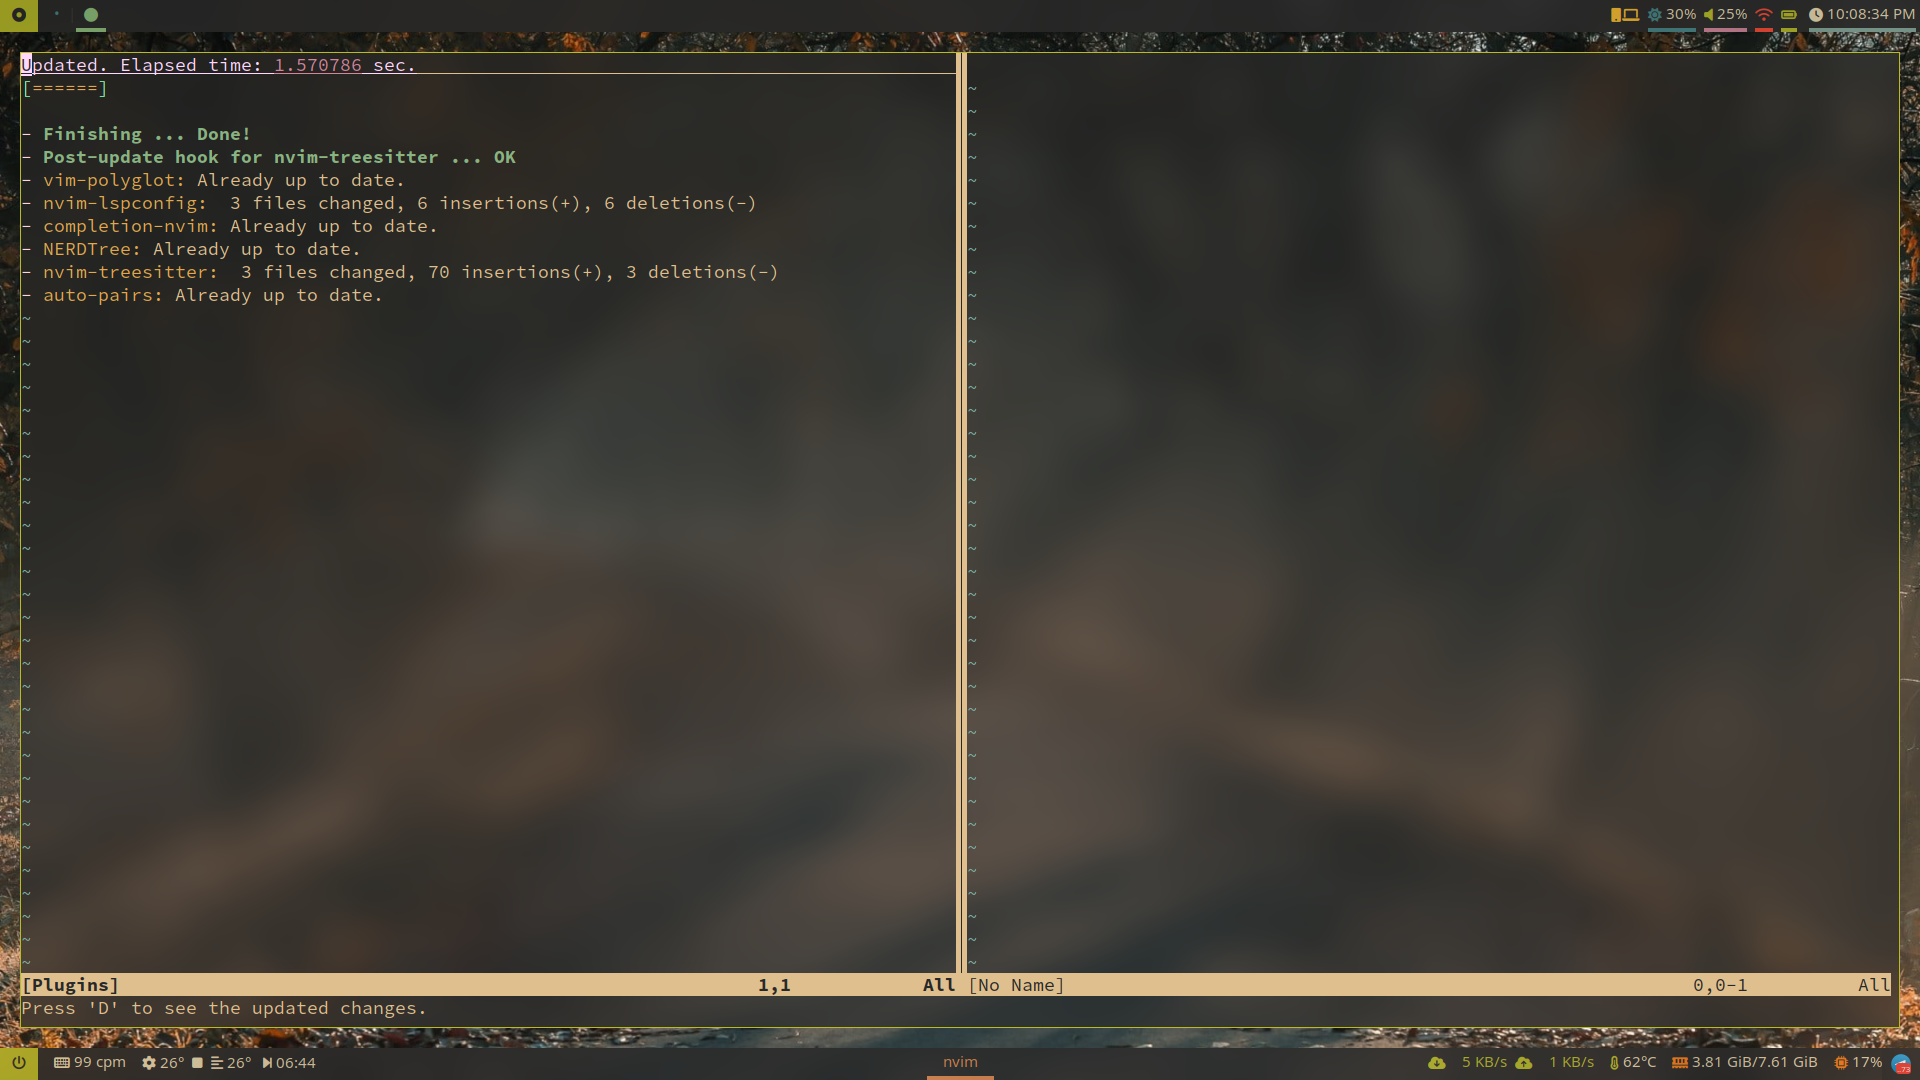 30% 25% 10:08:34 PM
Updated. Elapsed time: 1.570786 sec.
[======]
- Finishing ... Done!
- Post-update hook for nvim-treesitter ... OK
- vim-polyglot: Already up to date.
- nvim-lspconfig:  3 files changed, 6 insertions(+), 6 deletions(-)
- completion-nvim: Already up to date.
- NERDTree: Already up to date.
- nvim-treesitter:  3 files changed, 70 insertions(+), 3 deletions(-)
- auto-pairs: Already up to date.
[Plugins] 1,1 All [No Name] 0,0-1 All
Press 'D' to see the updated changes.
99 cpm 26° 26° 06:44 nvim 5 KB/s 1 KB/s 62°C 3.81 GiB/7.61 GiB 17% 73